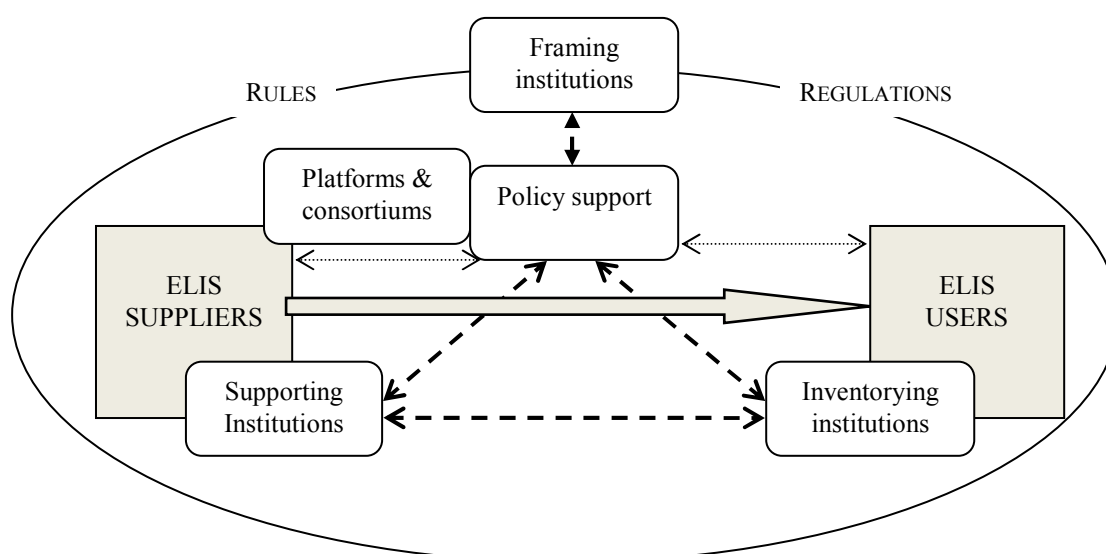 Framing
institutions
RULES
REGULATIONS
Platforms &
consortiums
Policy support
ELIS
SUPPLIERS
ELIS
USERS
Supporting
Institutions
Inventorying
institutions